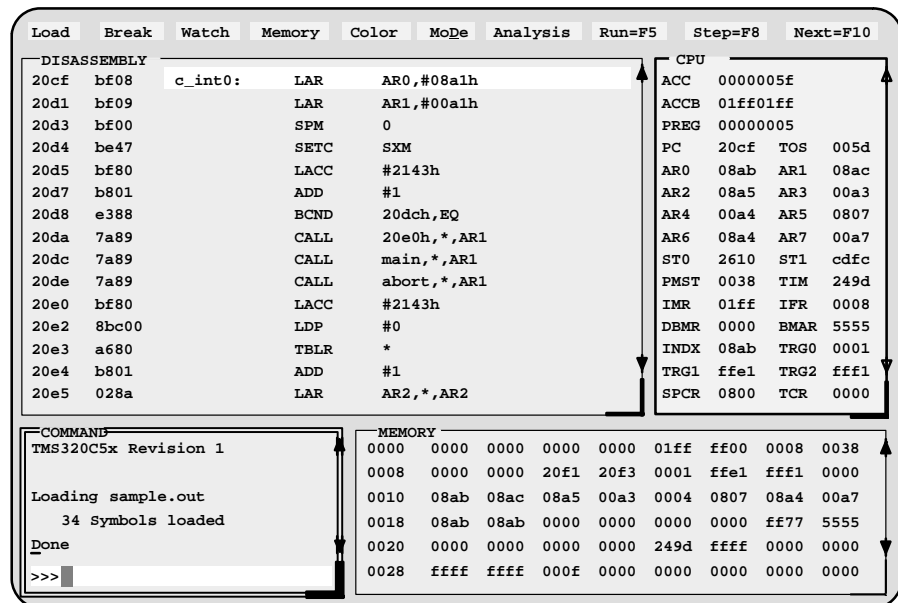 Load Break Watch Memory Color MoDe Analysis Run=F5 Step=F8 Next=F10
DISASSEMBLY
20cf bf08 c_int0: LAR AR0,#08a1h
20d1 bf09 LAR AR1,#00a1h
20d3 bf00 SPM 0
20d4 be47 SETC SXM
20d5 bf80 LACC #2143h
20d7 b801 ADD #1
20d8 e388 BCND 20dch,EQ
20da 7a89 CALL 20e0h,*,AR1
20dc 7a89 CALL main,*,AR1
20de 7a89 CALL abort,*,AR1
20e0 bf80 LACC #2143h
20e2 8bc00 LDP #0
20e3 a680 TBLR *
20e4 b801 ADD #1
20e5 028a LAR AR2,*,AR2
CPU
ACC 0000005f
ACCB 01ff01ff
PREG 00000005
PC 20cf TOS 005d
AR0 08ab AR1 08ac
AR2 08a5 AR3 00a3
AR4 00a4 AR5 0807
AR6 08a4 AR7 00a7
ST0 2610 ST1 cdfc
PMST 0038 TIM 249d
IMR 01ff IFR 0008
DBMR 0000 BMAR 5555
INDX 08ab TRG0 0001
TRG1 ffe1 TRG2 fff1
SPCR 0800 TCR 0000
COMMAND
TMS320C5x Revision 1
Loading sample.out
34 Symbols loaded
Done
>>>
MEMORY
0000 0000 0000 0000 0000 01ff ff00 0008 0038
0008 0000 0000 20f1 20f3 0001 ffe1 fff1 0000
0010 08ab 08ac 08a5 00a3 0004 0807 08a4 00a7
0018 08ab 08ab 0000 0000 0000 0000 ff77 5555
0020 0000 0000 0000 0000 249d ffff 0000 0000
0028 ffff ffff 000f 0000 0000 0000 0000 0000